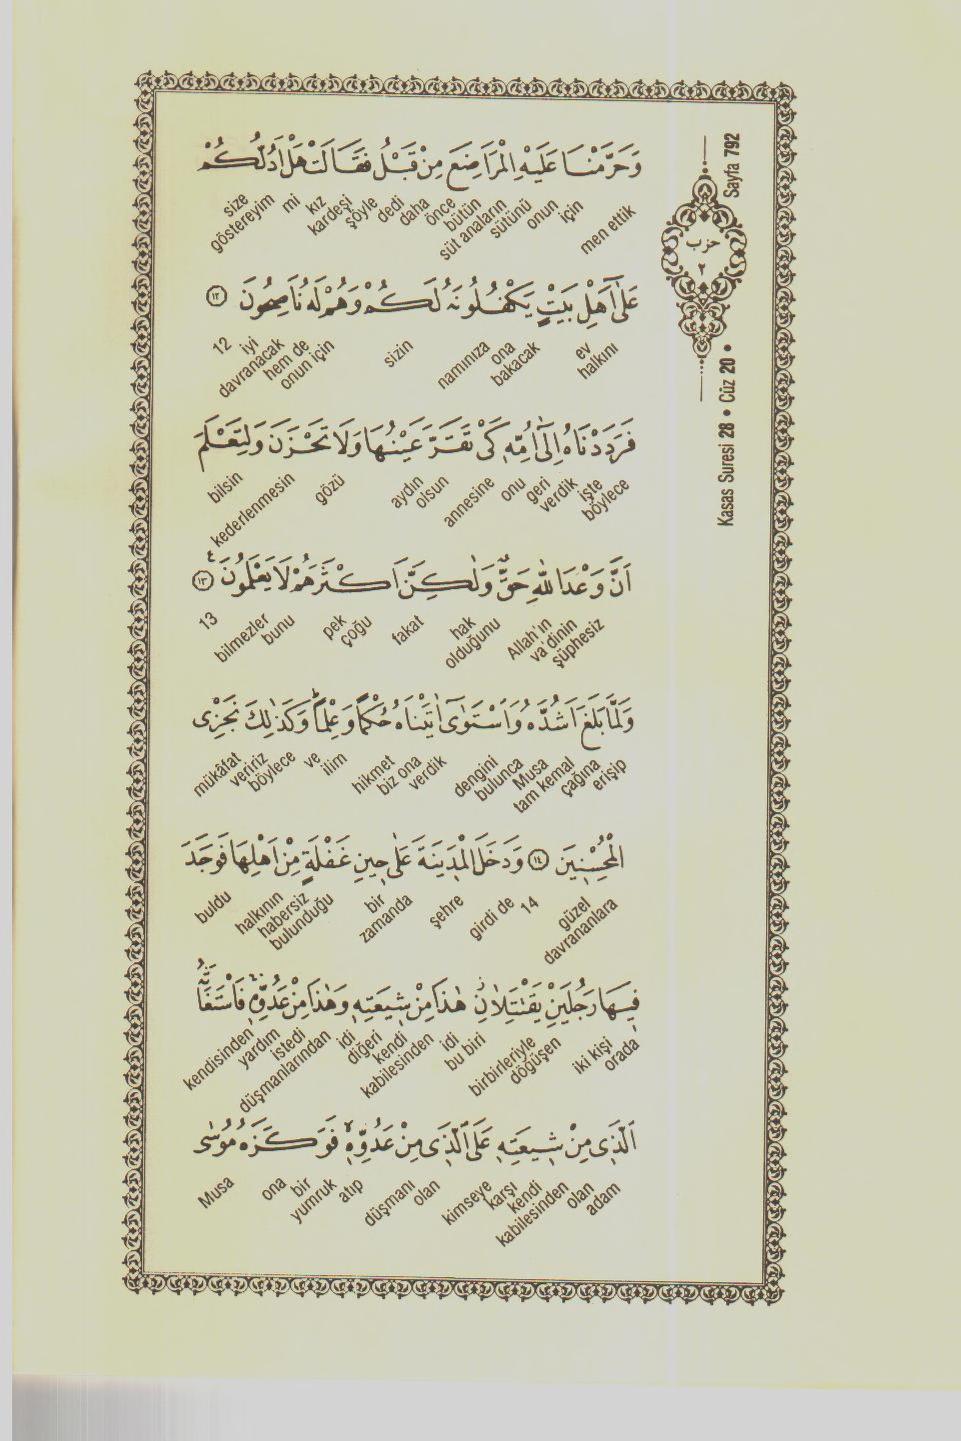 Sayfa 792
حزب
٢
Kasas Suresi 28 • Cüz 20 •
وَحَرَّمْنَا عَلَيْهِ الْمَرَاضِعَ مِنْ قَبْلُ فَقَالَتْ هَلْ اَدُلُّكُمْ
men ettik için onun sütünü süt anaların bütün önce daha dedi şöyle kardeşi kız mi göstereyim size
عَلٰٓى اَهْلِ بَيْتٍ يَكْفُلُونَهُ لَكُمْ وَهُمْ لَهُ نَاصِحُونَ ﴿١٢﴾
halkını ev bakacak ona namınıza sizin onun için hem de davranacak iyi 12
فَرَدَدْنَاهُ اِلٰٓى اُمِّهٖ كَىْ تَقَرَّ عَيْنُهَا وَلَا تَحْزَنَ وَلِتَعْلَمَ
böylece işte verdik geri onu annesine olsun aydın gözü kederlenmesin bilsin
اَنَّ وَعْدَ اللّٰهِ حَقٌّ وَلٰكِنَّ اَكْثَرَهُمْ لَا يَعْلَمُونَ ﴿١٣﴾
şüphesiz va'dinin Allah'ın olduğunu hak fakat çoğu pek bunu bilmezler 13
وَلَمَّا بَلَغَ اَشُدَّهُ وَاسْتَوٰٓى اٰتَيْنَاهُ حُكْمًا وَعِلْمًا وَكَذٰلِكَ نَجْزِى
erişip çağına tam kemal Musa bulunca dengini verdik biz ona hikmet ilim ve böylece veririz mükâfat
الْمُحْسِنٖينَ ﴿١٤﴾ وَدَخَلَ الْمَدٖينَةَ عَلٰى حٖينِ غَفْلَةٍ مِنْ اَهْلِهَا فَوَجَدَ
davrananlara güzel 14 girdi de şehre zamanda bir bulunduğu habersiz halkının buldu
فٖيهَا رَجُلَيْنِ يَقْتَتِلَانِ هٰذَا مِنْ شٖيعَتِهٖ وَهٰذَا مِنْ عَدُوِّهٖ فَاسْتَغَاثَهُ
orada iki kişi döğüşen birbirleriyle bu biri idi kabilesinden kendi diğeri idi düşmanlarından istedi yardım kendisinden
الَّذٖى مِنْ شٖيعَتِهٖ عَلَى الَّذٖى مِنْ عَدُوِّهٖ فَوَكَزَهُ مُوسٰى
adam olan kabilesinden kendi karşı kimseye olan düşmanı atıp yumruk bir ona Musa